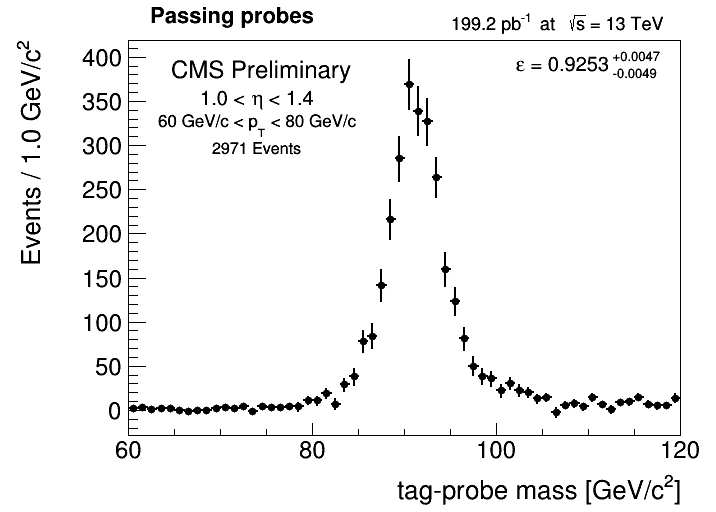 Passing probes
199.2 pb⁻¹ at √s = 13 TeV
CMS Preliminary
1.0 < η < 1.4
60 GeV/c < p_T < 80 GeV/c
2971 Events
ε = 0.9253 +0.0047 -0.0049
Events / 1.0 GeV/c²
400
350
300
250
200
150
100
50
0
60 80 100 120
tag-probe mass [GeV/c²]